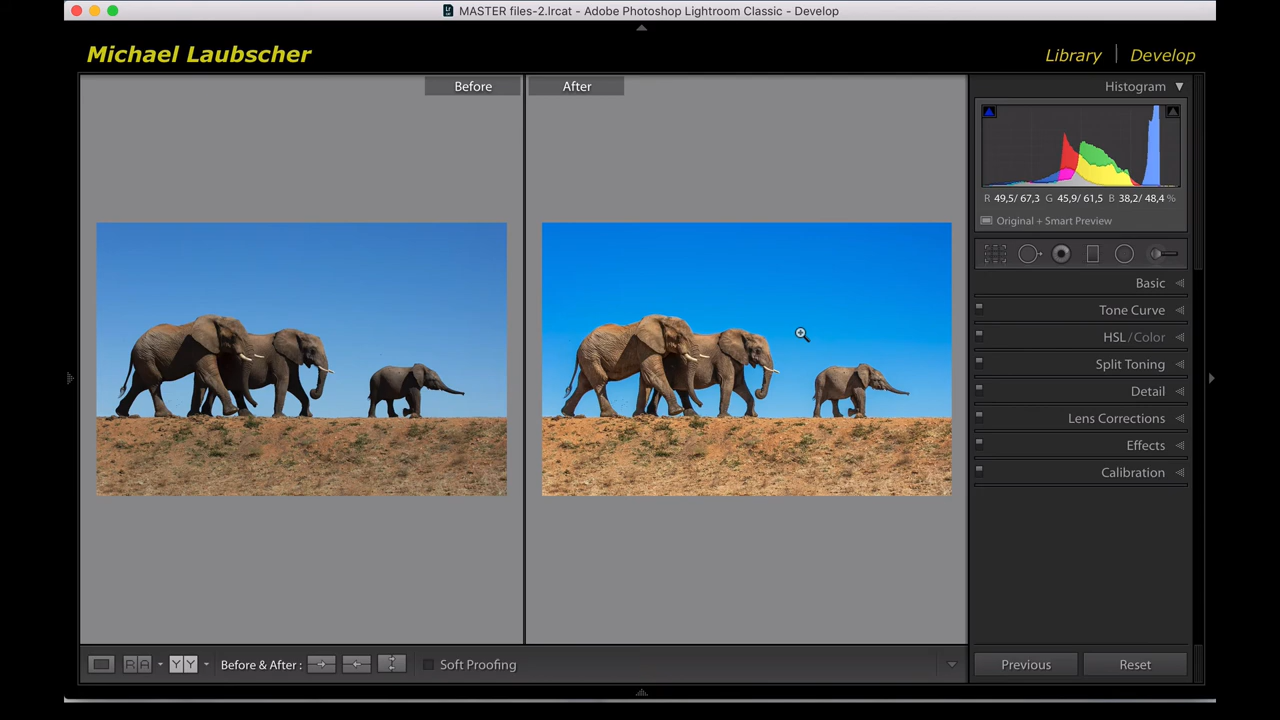 MASTER files-2.lrcat - Adobe Photoshop Lightroom Classic - Develop
Michael Laubscher
Library | Develop
Before
After
Histogram
R 49,5/ 67,3 G 45,9/ 61,5 B 38,2/ 48,4 %
Original + Smart Preview
Basic
Tone Curve
HSL / Color
Split Toning
Detail
Lens Corrections
Effects
Calibration
R A Y Y Before & After : Soft Proofing
Previous Reset